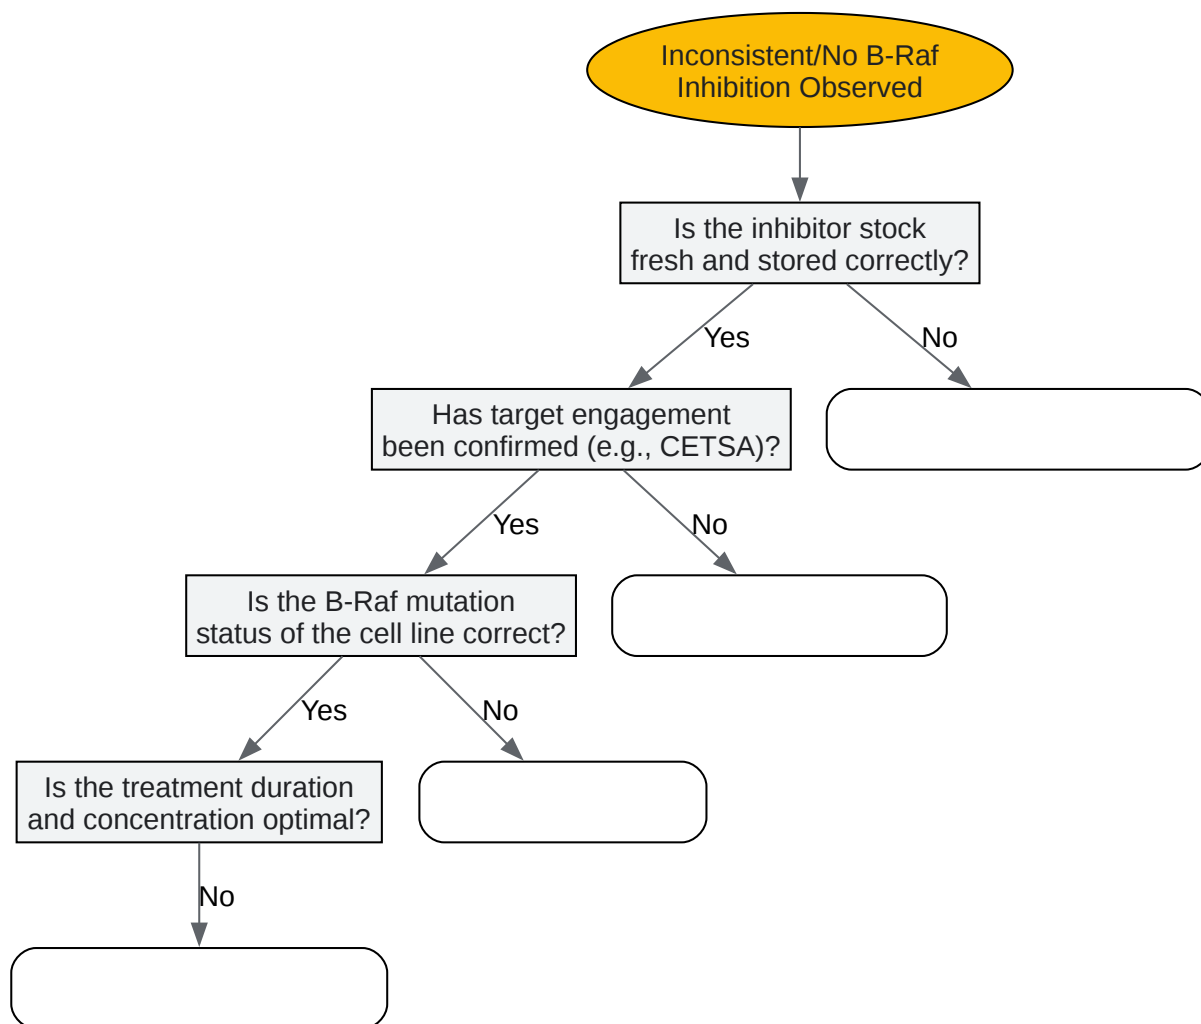 Inconsistent/No B-Raf
Inhibition Observed
Is the inhibitor stock
fresh and stored correctly?
Yes
No
Has target engagement
been confirmed (e.g., CETSA)?
Yes
No
Is the B-Raf mutation
status of the cell line correct?
Yes
No
Is the treatment duration
and concentration optimal?
No